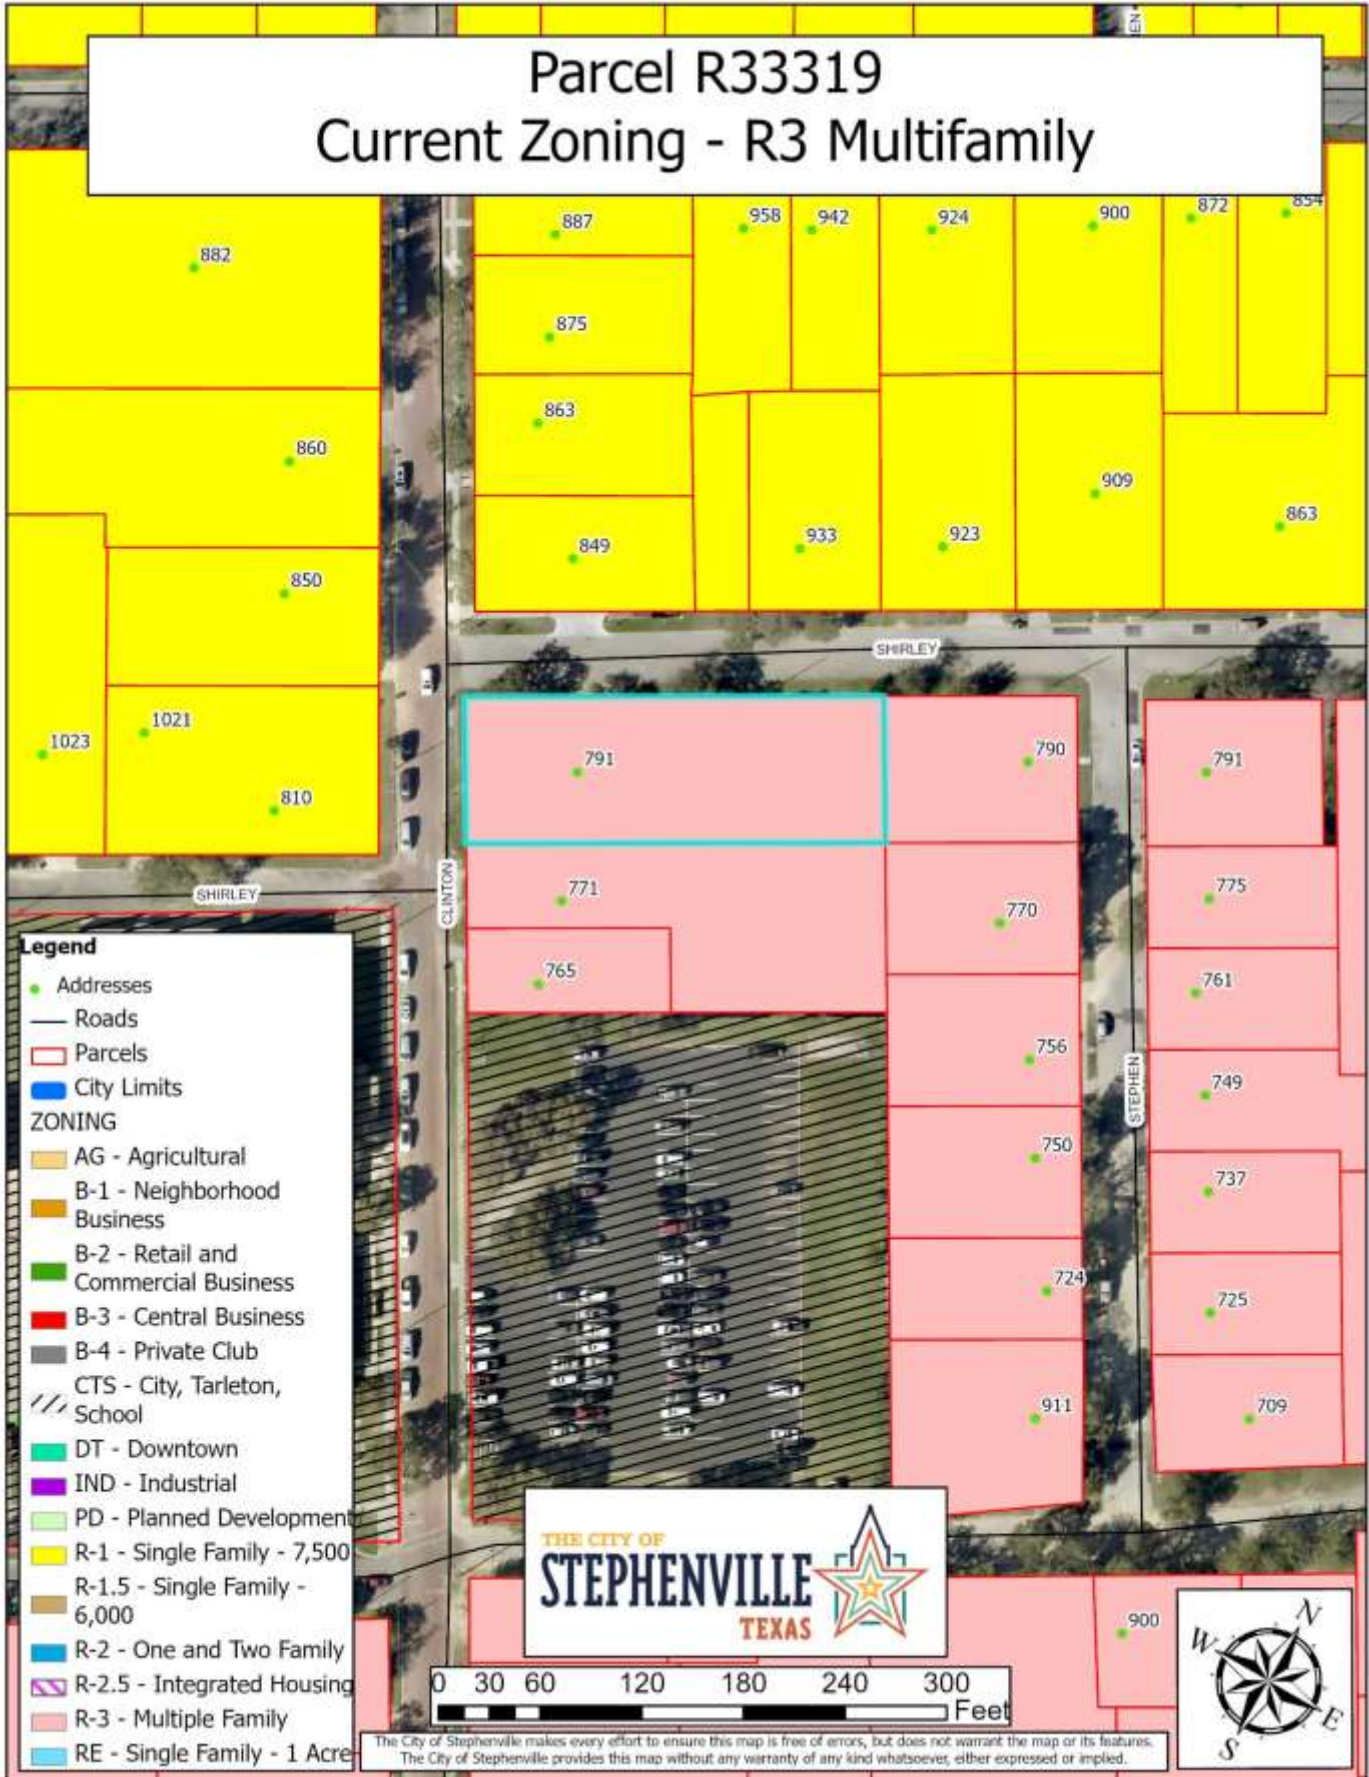 EN
Parcel R33319
Current Zoning - R3 Multifamily
887
958
942
924
900
872
854
882
875
863
860
909
863
849
933
923
850
SHIRLEY
1023
1021
791
790
791
810
SHIRLEY
CLINTON
771
770
775
765
761
756
STEPHEN
749
750
737
724
725
911
709
900
Legend
Addresses
Roads
Parcels
City Limits
ZONING
AG - Agricultural
B-1 - Neighborhood
Business
B-2 - Retail and
Commercial Business
B-3 - Central Business
B-4 - Private Club
CTS - City, Tarleton,
School
DT - Downtown
IND - Industrial
PD - Planned Development
R-1 - Single Family - 7,500
R-1.5 - Single Family -
6,000
R-2 - One and Two Family
R-2.5 - Integrated Housing
R-3 - Multiple Family
RE - Single Family - 1 Acre
THE CITY OF
STEPHENVILLE
TEXAS
0 30 60 120 180 240 300
Feet
N
W
E
S
The City of Stephenville makes every effort to ensure this map is free of errors, but does not warrant the map or its features.
The City of Stephenville provides this map without any warranty of any kind whatsoever, either expressed or implied.